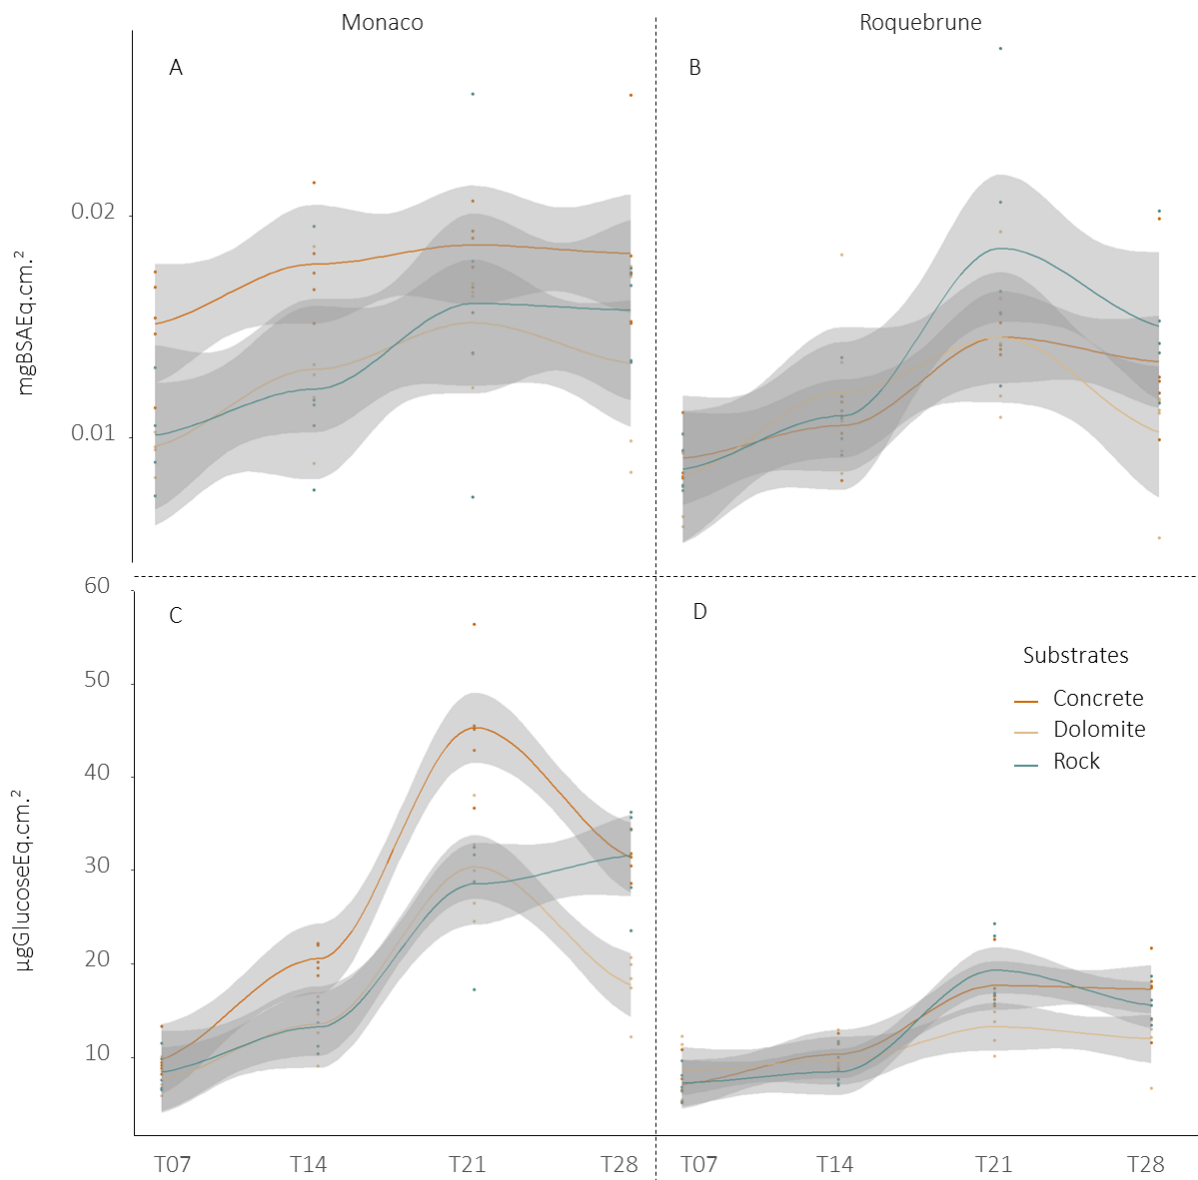 Monaco
Roquebrune
A
B
0.02
0.01
mgBSAEq.cm.²
60
50
40
30
20
10
µgGlucoseEq.cm.²
C
D
Substrates
Concrete
Dolomite
Rock
T07
T14
T21
T28
T07
T14
T21
T28